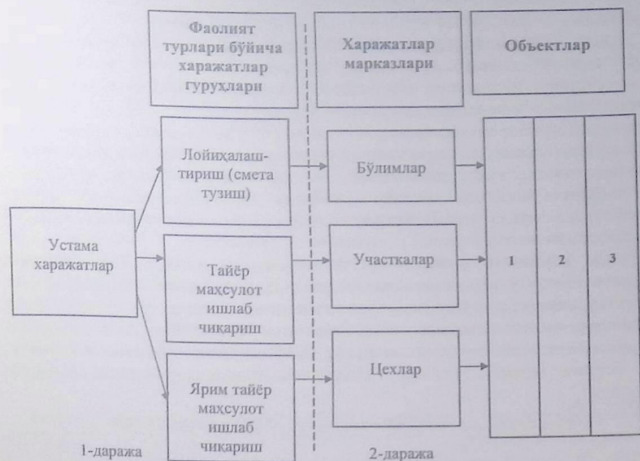 Фаолият
турлари бўйича
харажатлар
гуруҳлари
Харажатлар
марказлари
Объектлар
Устама
харажатлар
Лойиҳалаш-
тириш (смета
тузиш)
Бўлимлар
Тайёр
маҳсулот
ишлаб
чиқариш
Участкалар
Ярим тайёр
маҳсулот
ишлаб
чиқариш
Цехлар
1 2 3
1-даража
2-даража